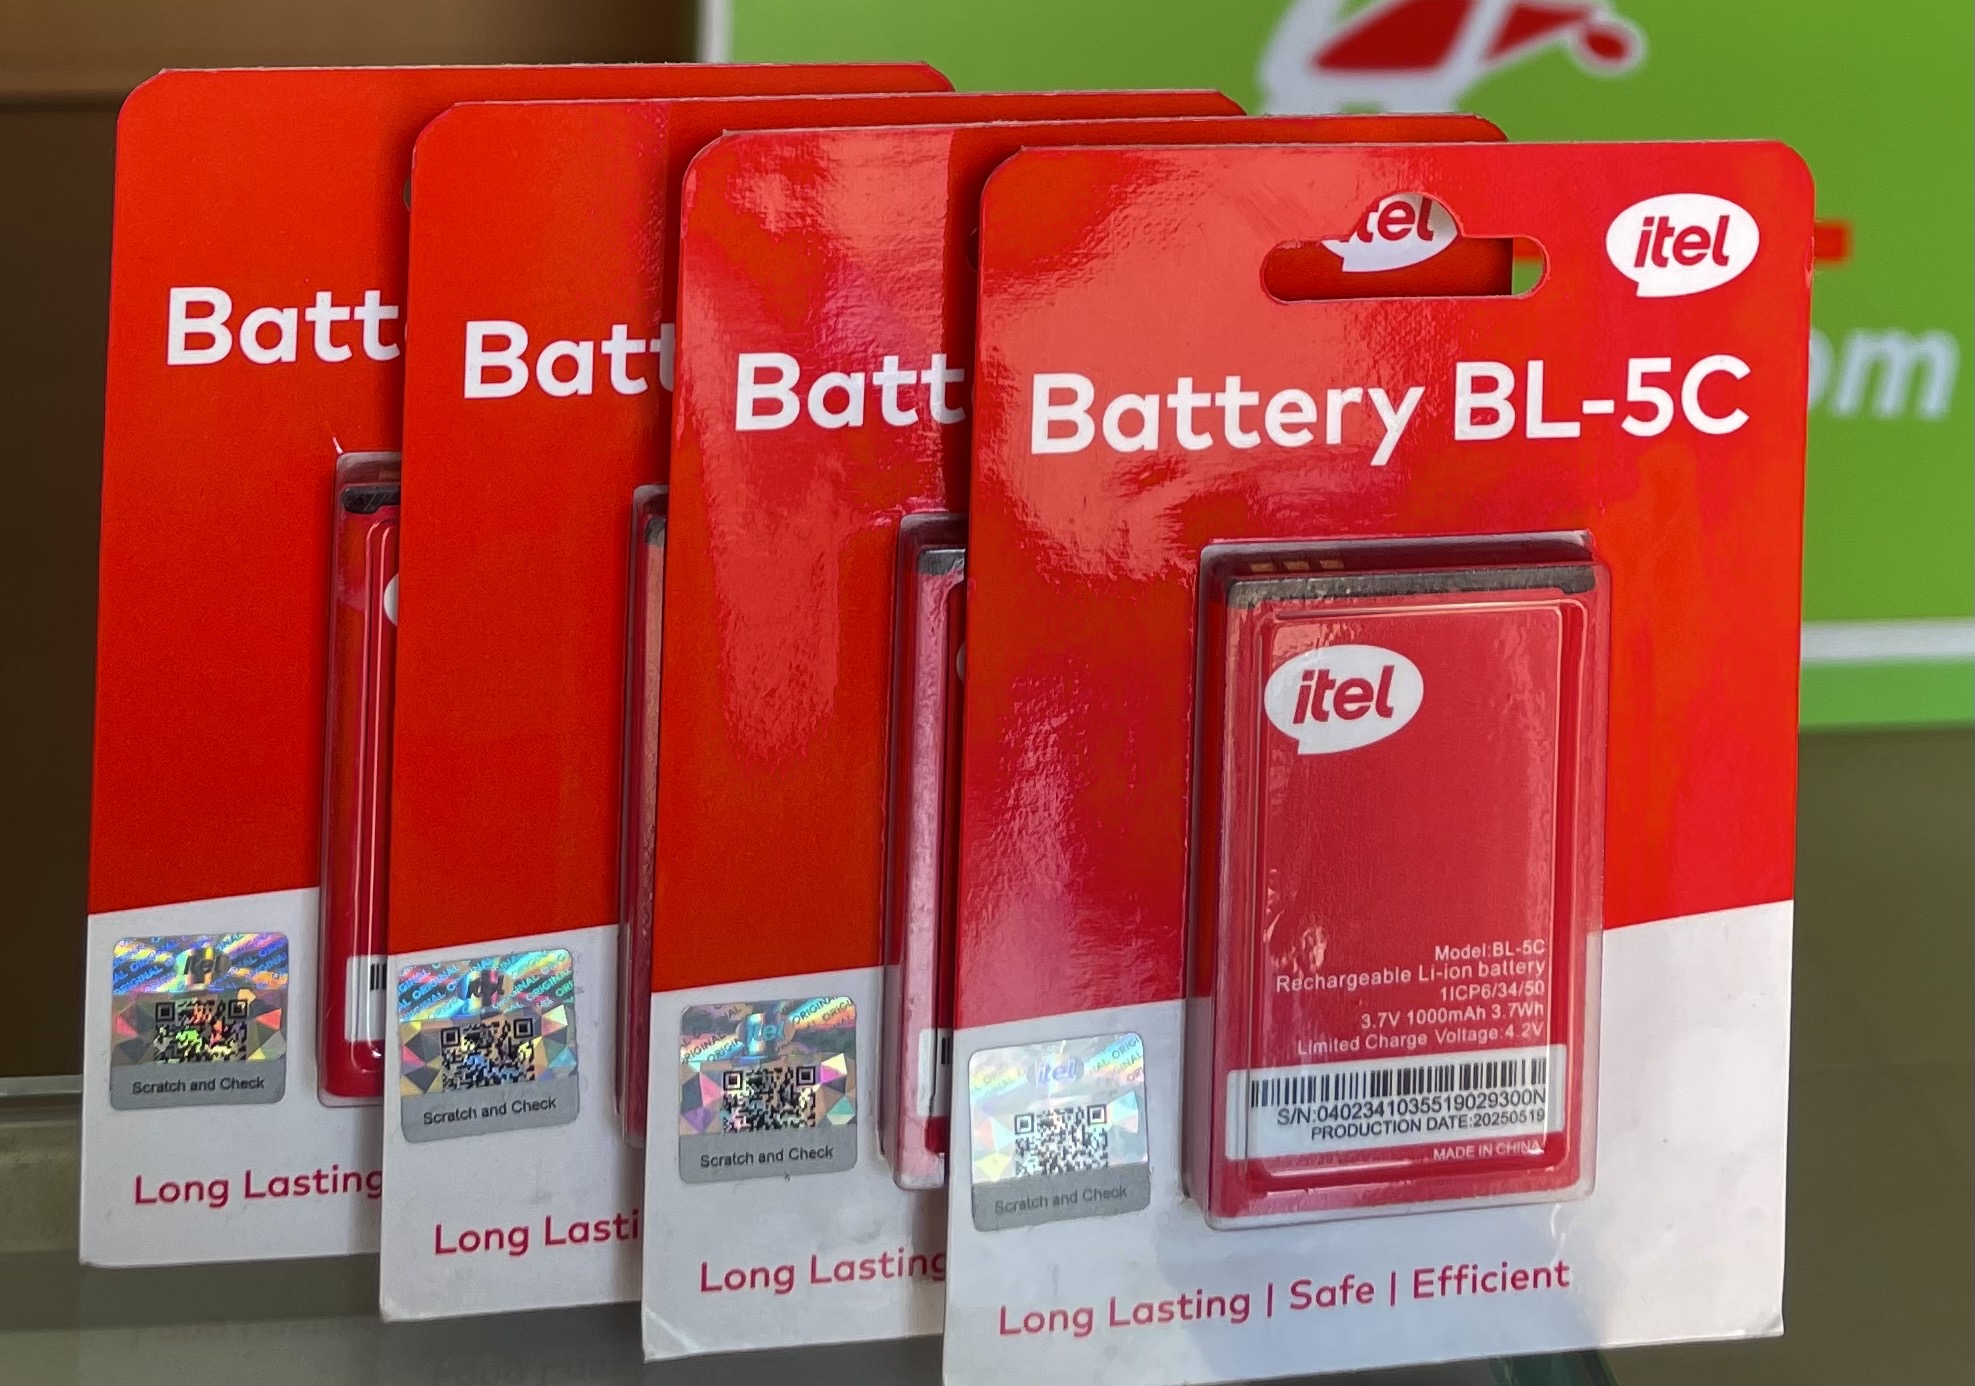 Batt
Scratch and Check
Long Lasting
Batt
Scratch and Check
Long Lasti
Batt
Scratch and Check
Long Lasting
itel
itel
Battery BL-5C
itel
Model:BL-5C
Rechargeable Li-ion battery
1ICP6/34/50
3.7V 1000mAh 3.7Wh
Limited Charge Voltage:4.2V
S/N:0402341035519029300N
PRODUCTION DATE:20250519
MADE IN CHINA
itel
Scratch and Check
Long Lasting | Safe | Efficient
om